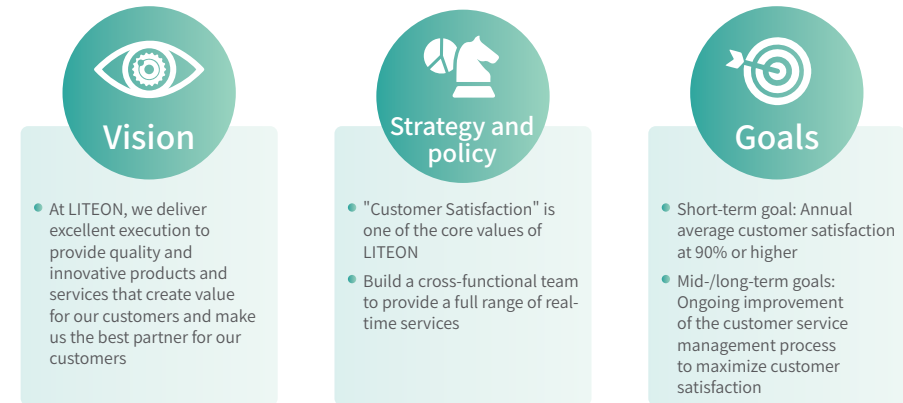 Vision
At LITEON, we deliver
excellent execution to
provide quality and
innovative products and
services that create value
for our customers and make
us the best partner for our
customers
Strategy and
policy
"Customer Satisfaction" is
one of the core values of
LITEON
Build a cross-functional team
to provide a full range of real-
time services
Goals
Short-term goal: Annual
average customer satisfaction
at 90% or higher
Mid-/long-term goals:
Ongoing improvement
of the customer service
management process
to maximize customer
satisfaction